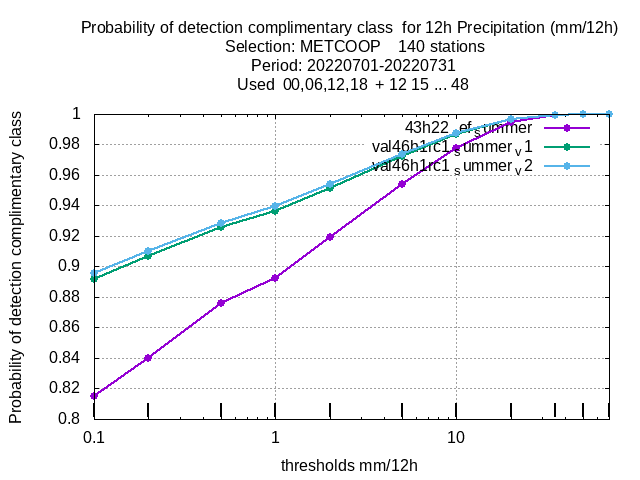 Probability of detection complimentary class  for 12h Precipitation (mm/12h)
Selection: METCOOP    140 stations
Period: 20220701-20220731
Used  00,06,12,18  + 12 15 ... 48
Probability of detection complimentary class
1
0.98
0.96
0.94
0.92
0.9
0.88
0.86
0.84
0.82
0.8
43h22_ef_summer
val46h1rc1_summer_v1
val46h1rc1_summer_v2
0.1
1
10
thresholds mm/12h